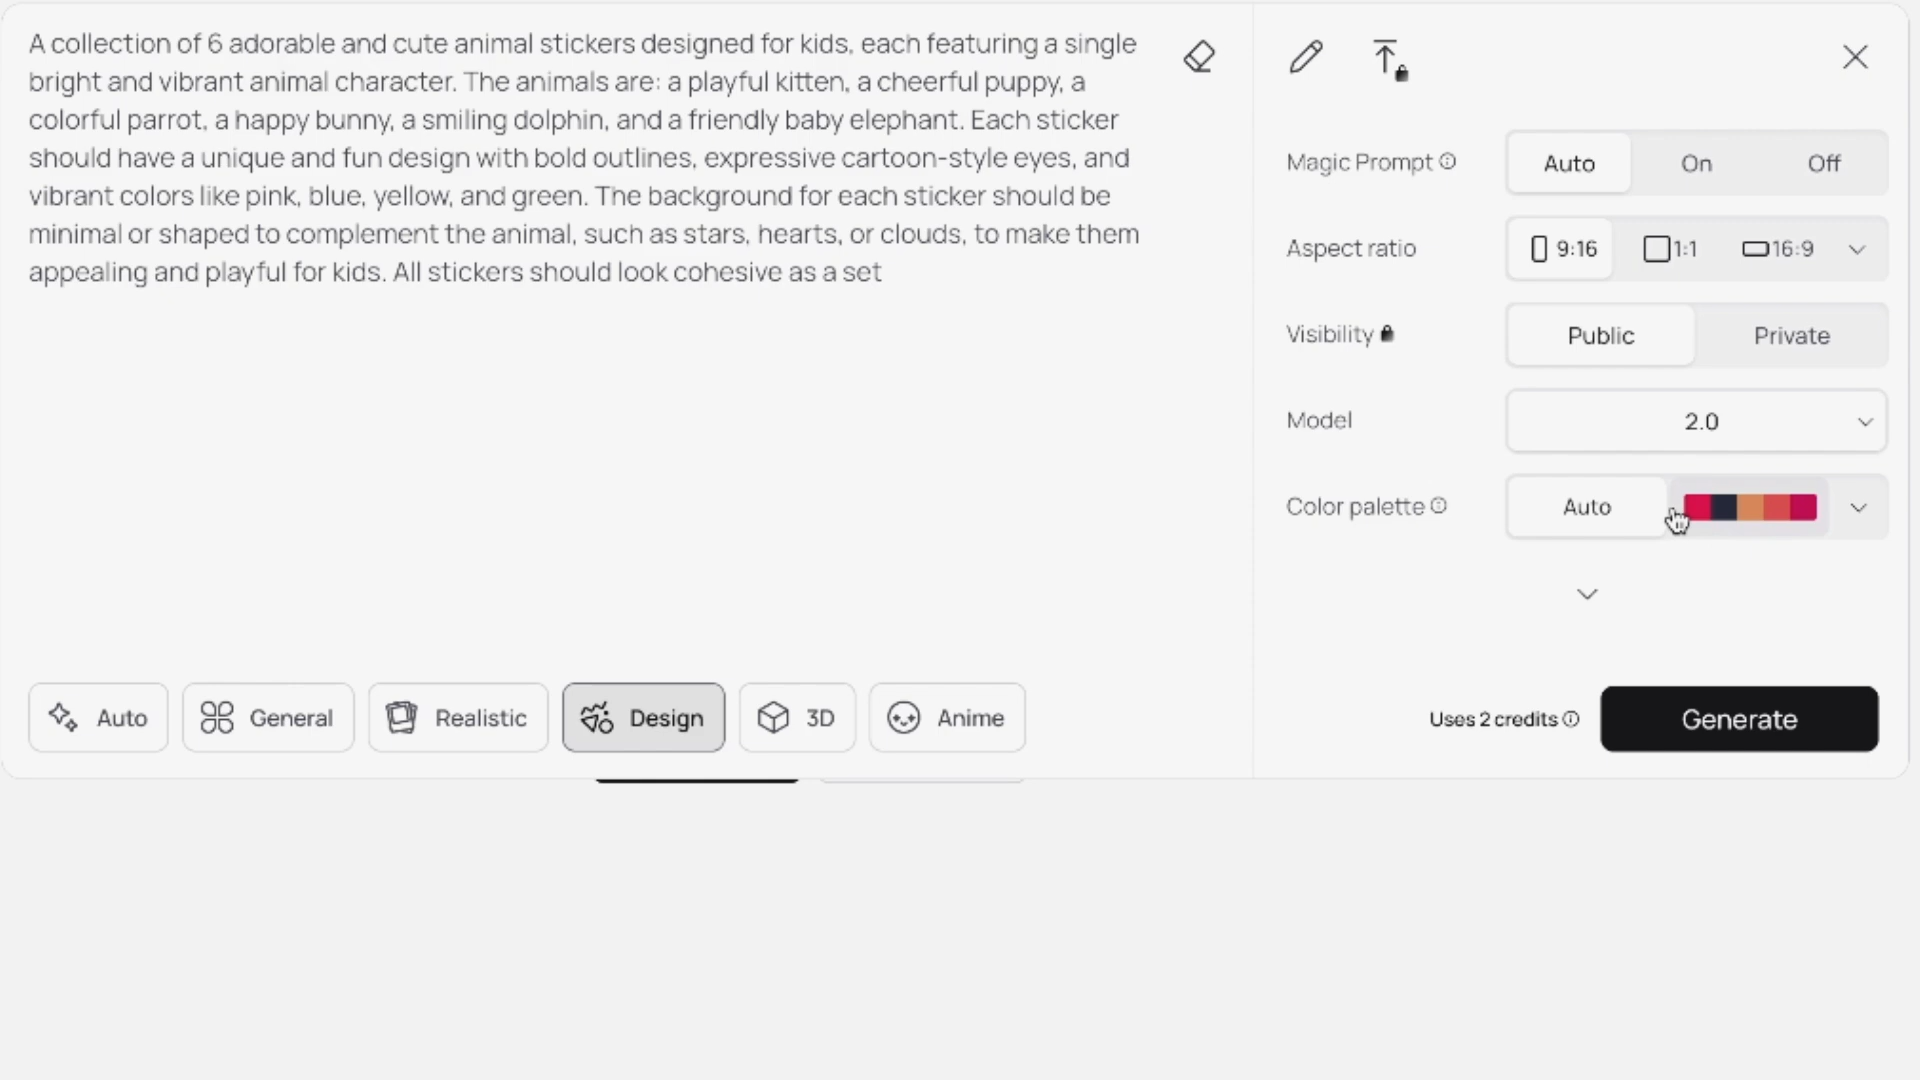 A collection of 6 adorable and cute animal stickers designed for kids, each featuring a single
bright and vibrant animal character. The animals are: a playful kitten, a cheerful puppy, a
colorful parrot, a happy bunny, a smiling dolphin, and a friendly baby elephant. Each sticker
should have a unique and fun design with bold outlines, expressive cartoon-style eyes, and
vibrant colors like pink, blue, yellow, and green. The background for each sticker should be
minimal or shaped to complement the animal, such as stars, hearts, or clouds, to make them
appealing and playful for kids. All stickers should look cohesive as a set
Magic Prompt Auto On Off
Aspect ratio 9:16 1:1 16:9
Visibility Public Private
Model 2.0
Color palette Auto
Auto General Realistic Design 3D Anime
Uses 2 credits Generate